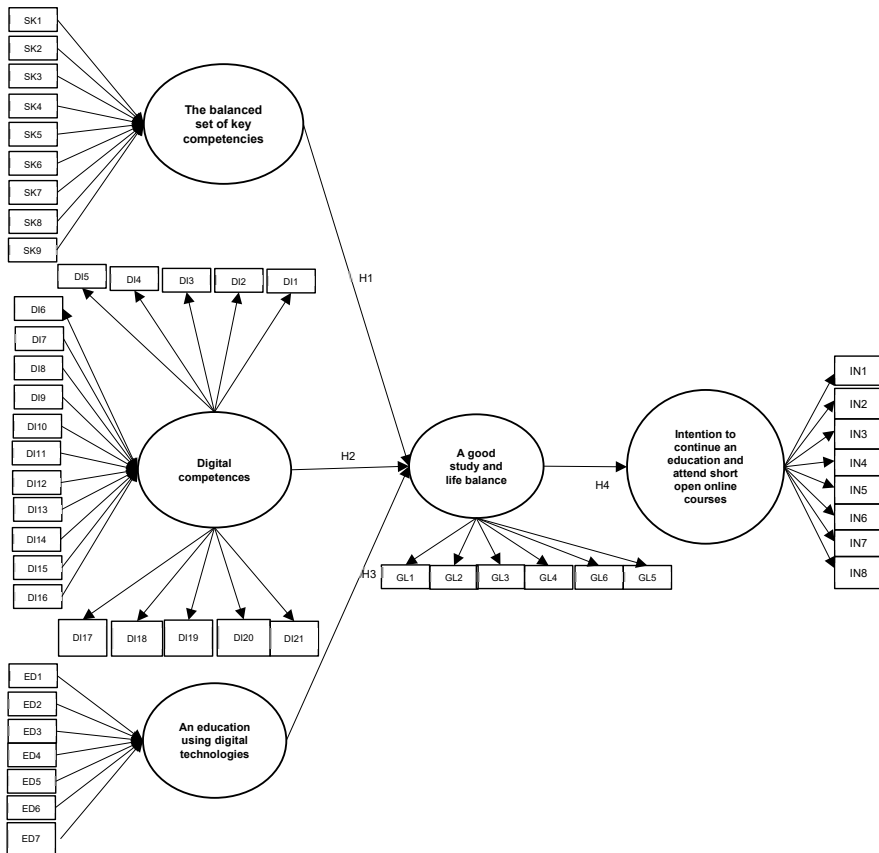 SK1
SK2
SK3
SK4
SK5
SK6
SK7
SK8
SK9
The balanced
set of key
competencies
H1
DI5
DI4
DI3
DI2
DI1
DI6
DI7
DI8
DI9
DI10
DI11
DI12
DI13
DI14
DI15
DI16
Digital
competences
H2
A good
study and
life balance
H4
Intention to
continue an
education and
attend short
open online
courses
IN1
IN2
IN3
IN4
IN5
IN6
IN7
IN8
H3
GL1
GL2
GL3
GL4
GL6
GL5
DI17
DI18
DI19
DI20
DI21
ED1
ED2
ED3
ED4
ED5
ED6
ED7
An education
using digital
technologies